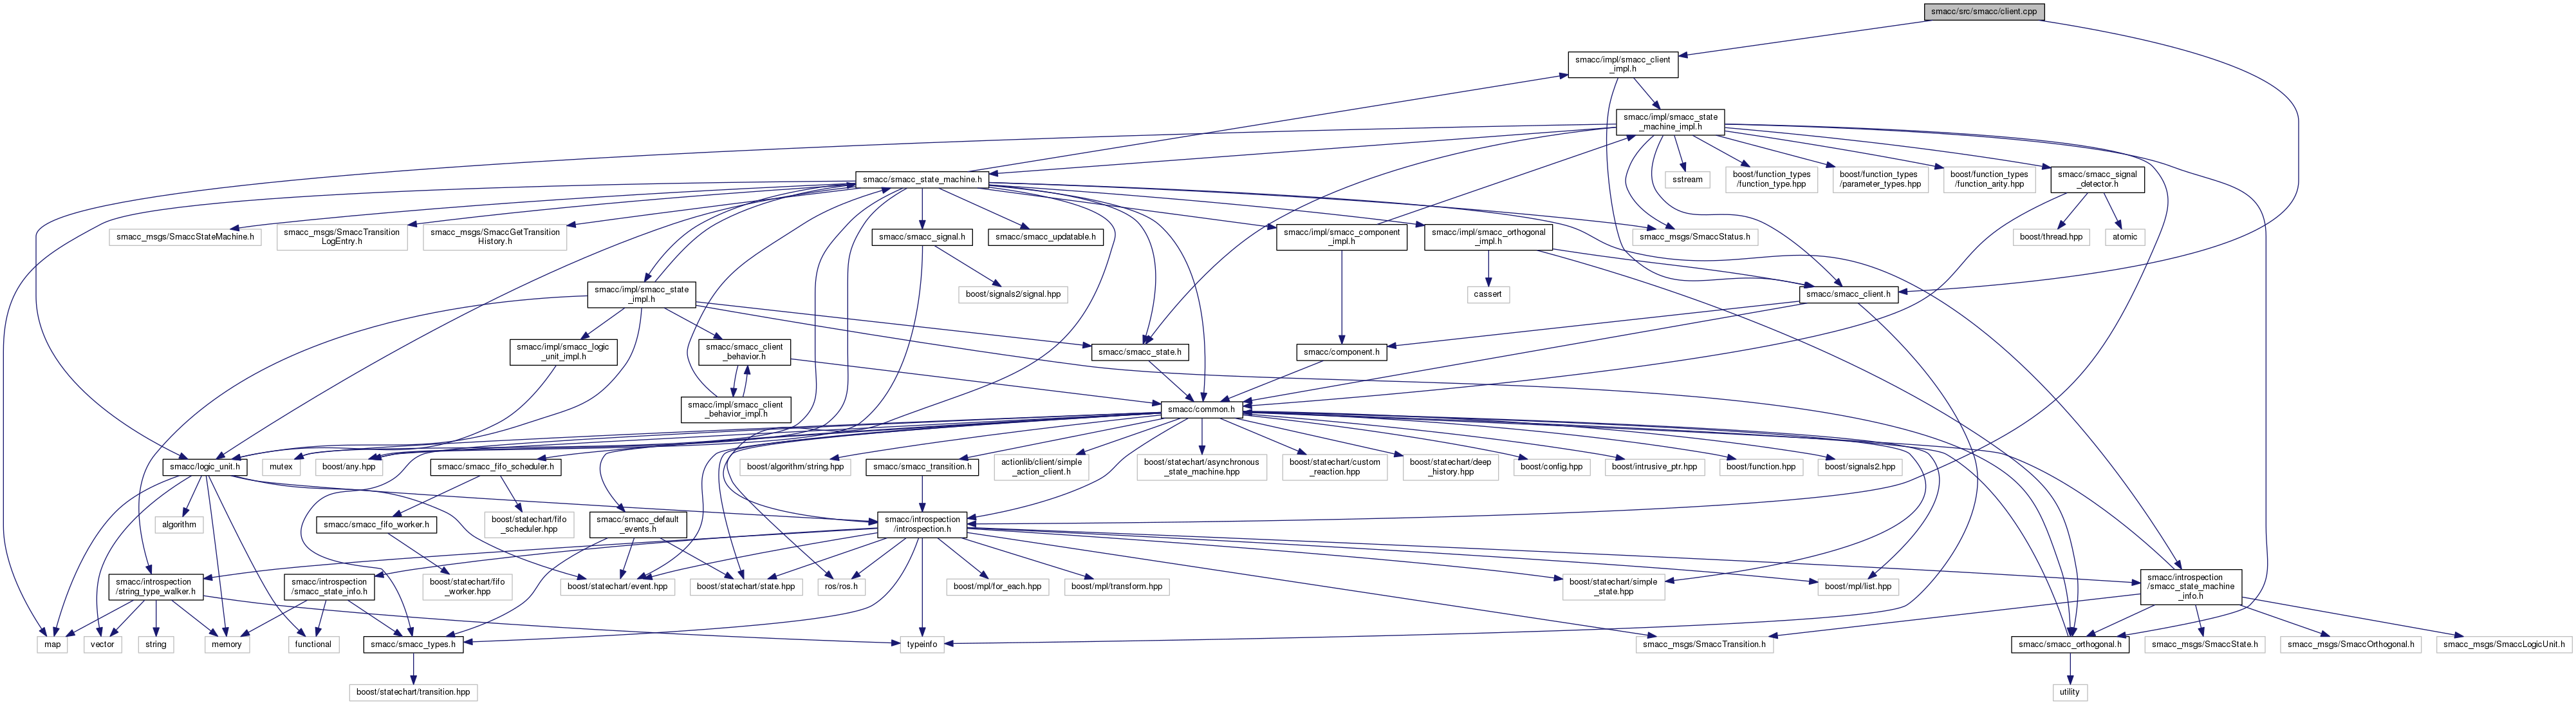 smacc/src/smacc/client.cpp
smacc/impl/smacc_client
_impl.h
smacc/impl/smacc_state
_machine_impl.h
smacc/smacc_state_machine.h
sstream
boost/function_types
/function_type.hpp
boost/function_types
/parameter_types.hpp
boost/function_types
/function_arity.hpp
smacc/smacc_signal
_detector.h
smacc_msgs/SmaccStateMachine.h
smacc_msgs/SmaccTransition
LogEntry.h
smacc_msgs/SmaccGetTransition
History.h
smacc/smacc_signal.h
smacc/smacc_updatable.h
smacc/impl/smacc_component
_impl.h
smacc/impl/smacc_orthogonal
_impl.h
smacc_msgs/SmaccStatus.h
boost/thread.hpp
atomic
smacc/impl/smacc_state
_impl.h
boost/signals2/signal.hpp
cassert
smacc/smacc_client.h
smacc/impl/smacc_logic
_unit_impl.h
smacc/smacc_client
_behavior.h
smacc/smacc_state.h
smacc/component.h
smacc/impl/smacc_client
_behavior_impl.h
smacc/common.h
smacc/logic_unit.h
mutex
boost/any.hpp
smacc/smacc_fifo_scheduler.h
boost/algorithm/string.hpp
smacc/smacc_transition.h
actionlib/client/simple
_action_client.h
boost/statechart/asynchronous
_state_machine.hpp
boost/statechart/custom
_reaction.hpp
boost/statechart/deep
_history.hpp
boost/config.hpp
boost/intrusive_ptr.hpp
boost/function.hpp
boost/signals2.hpp
algorithm
smacc/smacc_fifo_worker.h
boost/statechart/fifo
_scheduler.hpp
smacc/smacc_default
_events.h
smacc/introspection
/introspection.h
smacc/introspection
/string_type_walker.h
smacc/introspection
/smacc_state_info.h
boost/statechart/fifo
_worker.hpp
boost/statechart/event.hpp
boost/statechart/state.hpp
ros/ros.h
boost/mpl/for_each.hpp
boost/mpl/transform.hpp
boost/statechart/simple
_state.hpp
boost/mpl/list.hpp
smacc/introspection
/smacc_state_machine
_info.h
map
vector
string
memory
functional
smacc/smacc_types.h
typeinfo
smacc_msgs/SmaccTransition.h
smacc/smacc_orthogonal.h
smacc_msgs/SmaccState.h
smacc_msgs/SmaccOrthogonal.h
smacc_msgs/SmaccLogicUnit.h
boost/statechart/transition.hpp
utility